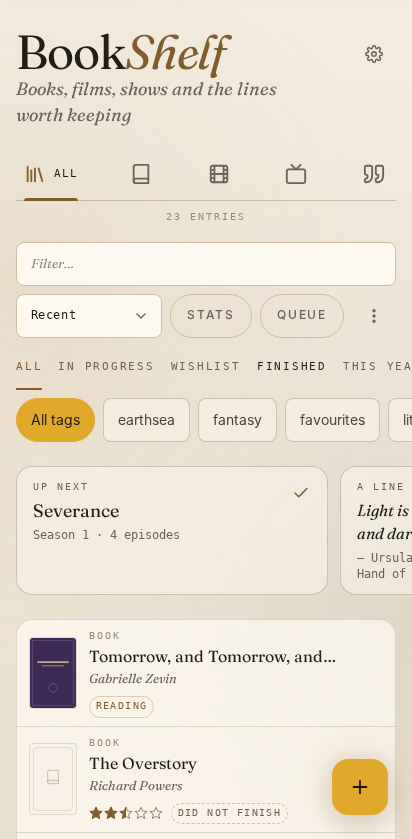 BookShelf
Books, films, shows and the lines
worth keeping
ALL
23 ENTRIES
Filter...
Recent
STATS
QUEUE
ALL IN PROGRESS WISHLIST FINISHED THIS YEA
All tags earthsea fantasy favourites lit
UP NEXT
Severance
Season 1 · 4 episodes
A LINE
Light is
and dar
— Ursula
Hand of
BOOK
Tomorrow, and Tomorrow, and...
Gabrielle Zevin
READING
BOOK
The Overstory
Richard Powers
DID NOT FINISH